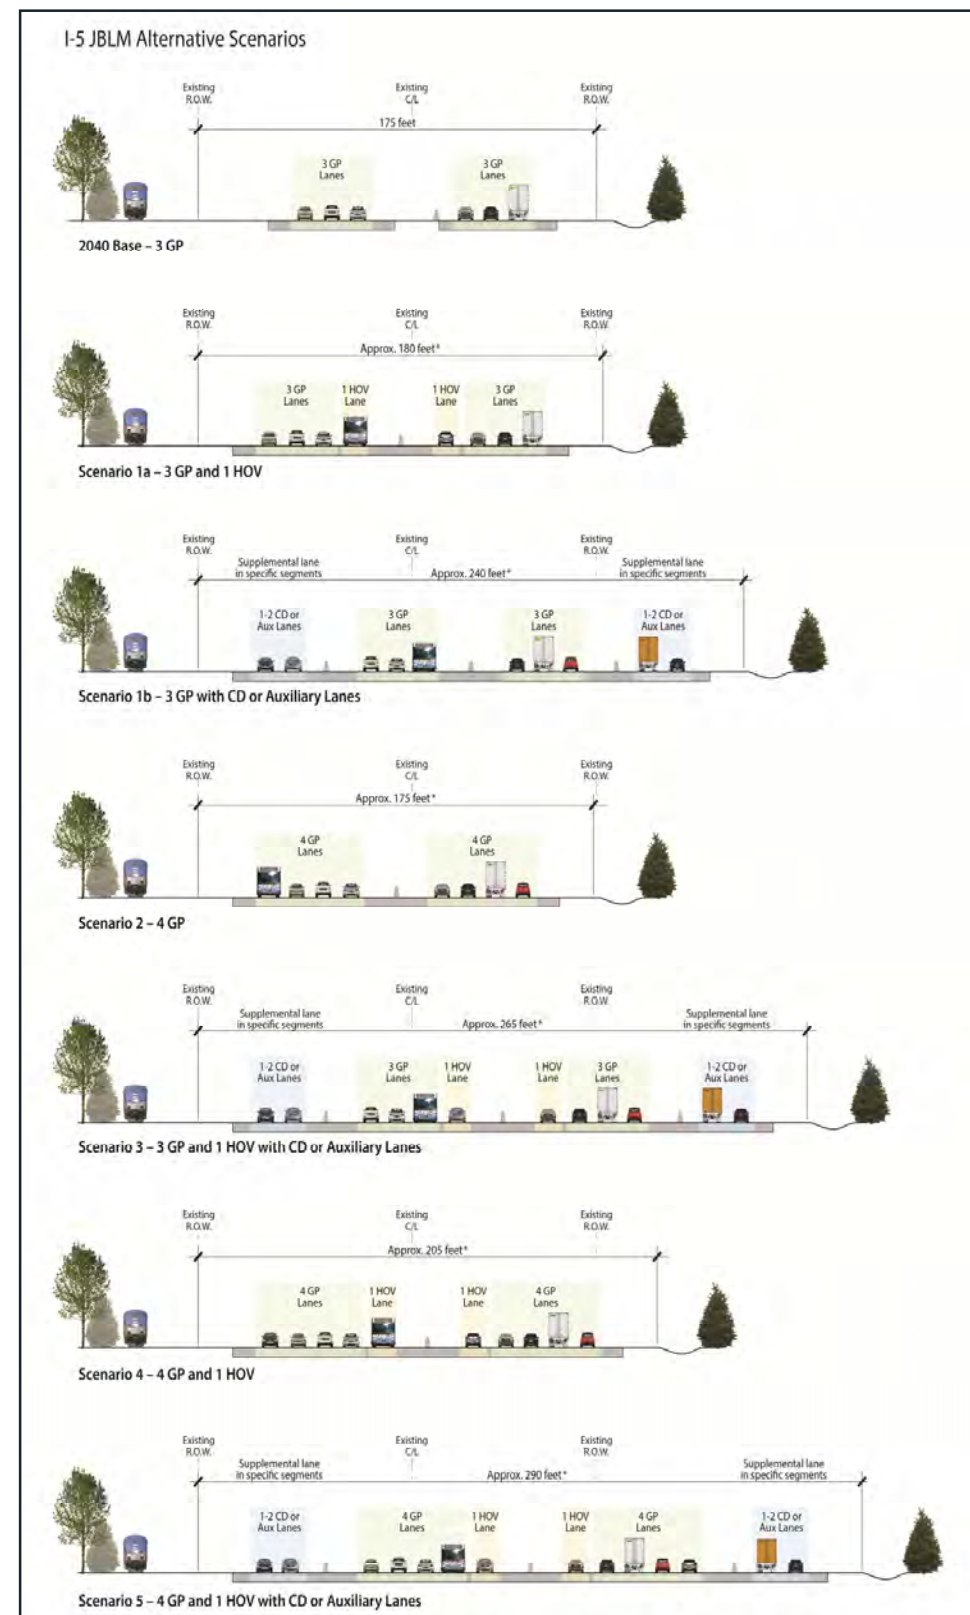 I-5 JBLM Alternative Scenarios
Existing
R.O.W.
Existing
C/L
Existing
R.O.W.
175 feet
3 GP
Lanes
3 GP
Lanes
2040 Base – 3 GP
Existing
R.O.W.
Existing
C/L
Existing
R.O.W.
Approx. 180 feet*
3 GP
Lanes
1 HOV
Lane
1 HOV
Lane
3 GP
Lanes
Scenario 1a – 3 GP and 1 HOV
Existing
R.O.W.
Existing
C/L
Existing
R.O.W.
Supplemental lane
in specific segments
Approx. 240 feet*
Supplemental lane
in specific segments
1-2 CD or
Aux Lanes
3 GP
Lanes
3 GP
Lanes
1-2 CD or
Aux Lanes
Scenario 1b – 3 GP with CD or Auxiliary Lanes
Existing
R.O.W.
Existing
C/L
Existing
R.O.W.
Approx. 175 feet*
4 GP
Lanes
4 GP
Lanes
Scenario 2 – 4 GP
Existing
R.O.W.
Existing
C/L
Existing
R.O.W.
Supplemental lane
in specific segments
Approx. 265 feet*
Supplemental lane
in specific segments
1-2 CD or
Aux Lanes
3 GP
Lanes
1 HOV
Lane
1 HOV
Lane
3 GP
Lanes
1-2 CD or
Aux Lanes
Scenario 3 – 3 GP and 1 HOV with CD or Auxiliary Lanes
Existing
R.O.W.
Existing
C/L
Existing
R.O.W.
Approx. 205 feet*
4 GP
Lanes
1 HOV
Lane
1 HOV
Lane
4 GP
Lanes
Scenario 4 – 4 GP and 1 HOV
Existing
R.O.W.
Existing
C/L
Existing
R.O.W.
Supplemental lane
in specific segments
Approx. 290 feet*
Supplemental lane
in specific segments
1-2 CD or
Aux Lanes
4 GP
Lanes
1 HOV
Lane
1 HOV
Lane
4 GP
Lanes
1-2 CD or
Aux Lanes
Scenario 5 – 4 GP and 1 HOV with CD or Auxiliary Lanes